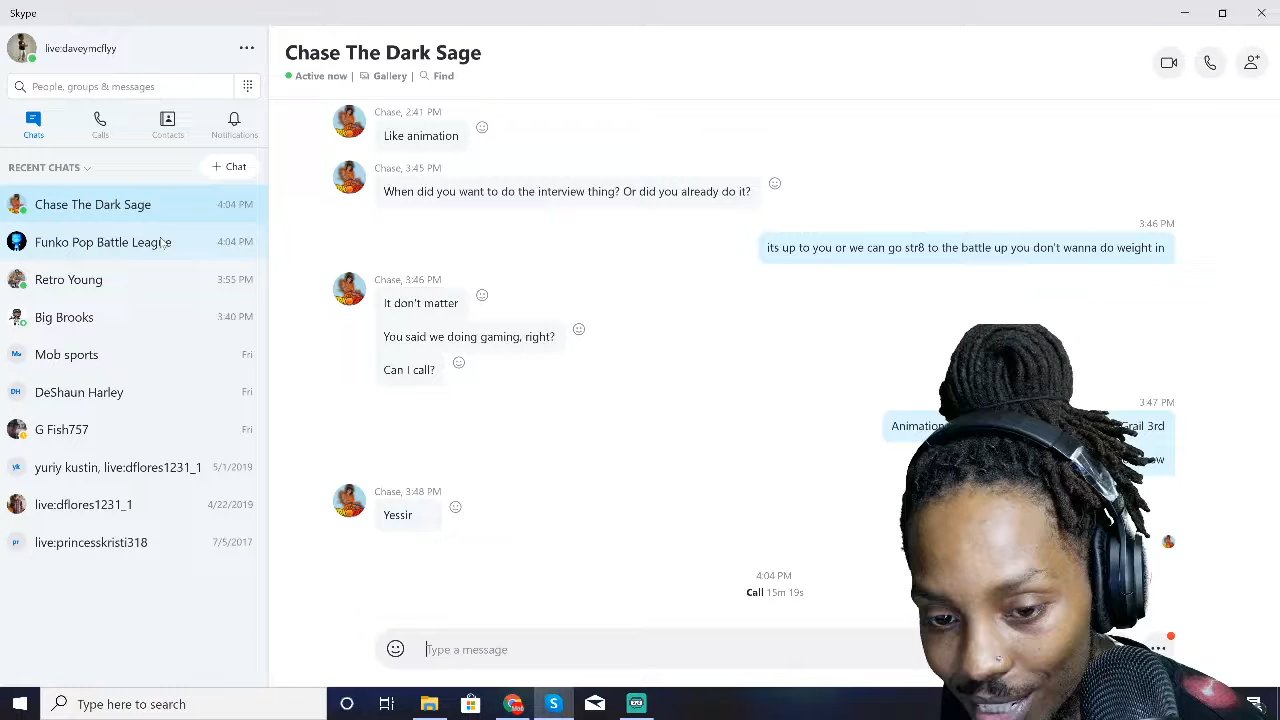 Skype
live:daveymcflyy
People, groups & messages
Chats
Calls
Contacts
Notifications
RECENT CHATS
+ Chat
Chase The Dark Sage
4:04 PM
Funko Pop Battle League
4:04 PM
Retro Young
3:55 PM
Big Brooks
3:40 PM
Mob sports
Fri
DeShaun Harley
Fri
G Fish757
Fri
yuriy kustin, live:dflores1231_1
5/1/2019
live:dflores1231_1
4/22/2019
live:princesskristi318
7/5/2017
Chase The Dark Sage
Active now | Gallery | Find
Chase, 2:41 PM
Like animation
Chase, 3:45 PM
When did you want to do the interview thing? Or did you already do it?
3:46 PM
its up to you or we can go str8 to the battle up you don't wanna do weight in
Chase, 3:46 PM
It don't matter
You said we doing gaming, right?
Can I call?
3:47 PM
Animation
Grail 3rd
Chase, 3:48 PM
Yessir
4:04 PM
Call 15m 19s
Type a message
Type here to search